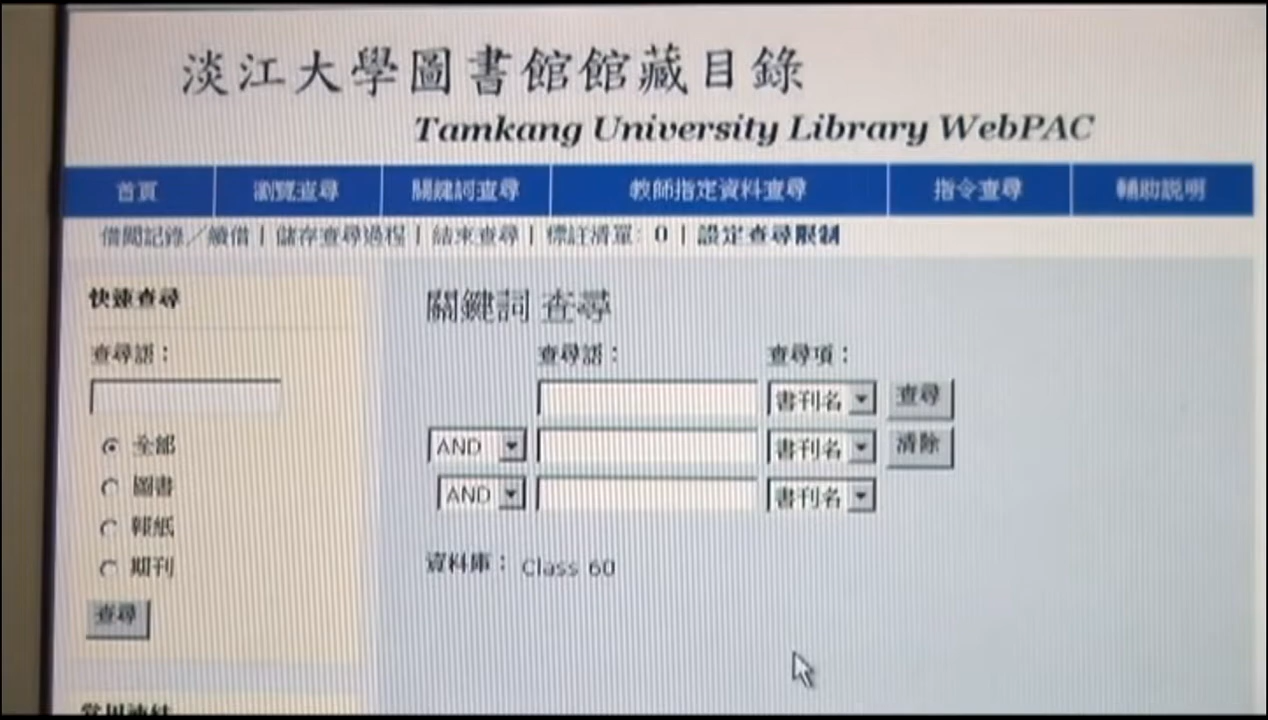 淡江大學圖書館館藏目錄
Tamkang University Library WebPAC
首頁 瀏覽查尋 關鍵詞查尋 教師指定資料查尋 指令查尋 輔助說明
借閱記錄／續借 | 儲存查尋過程 | 結束查尋 | 標註清單: 0 | 設定查尋限制
快速查尋
查尋語：
全部
圖書
報紙
期刊
查尋
常用連結
關鍵詞 查尋
查尋語： 查尋項：
書刊名 查尋
AND 書刊名 清除
AND 書刊名
資料庫： Class 60